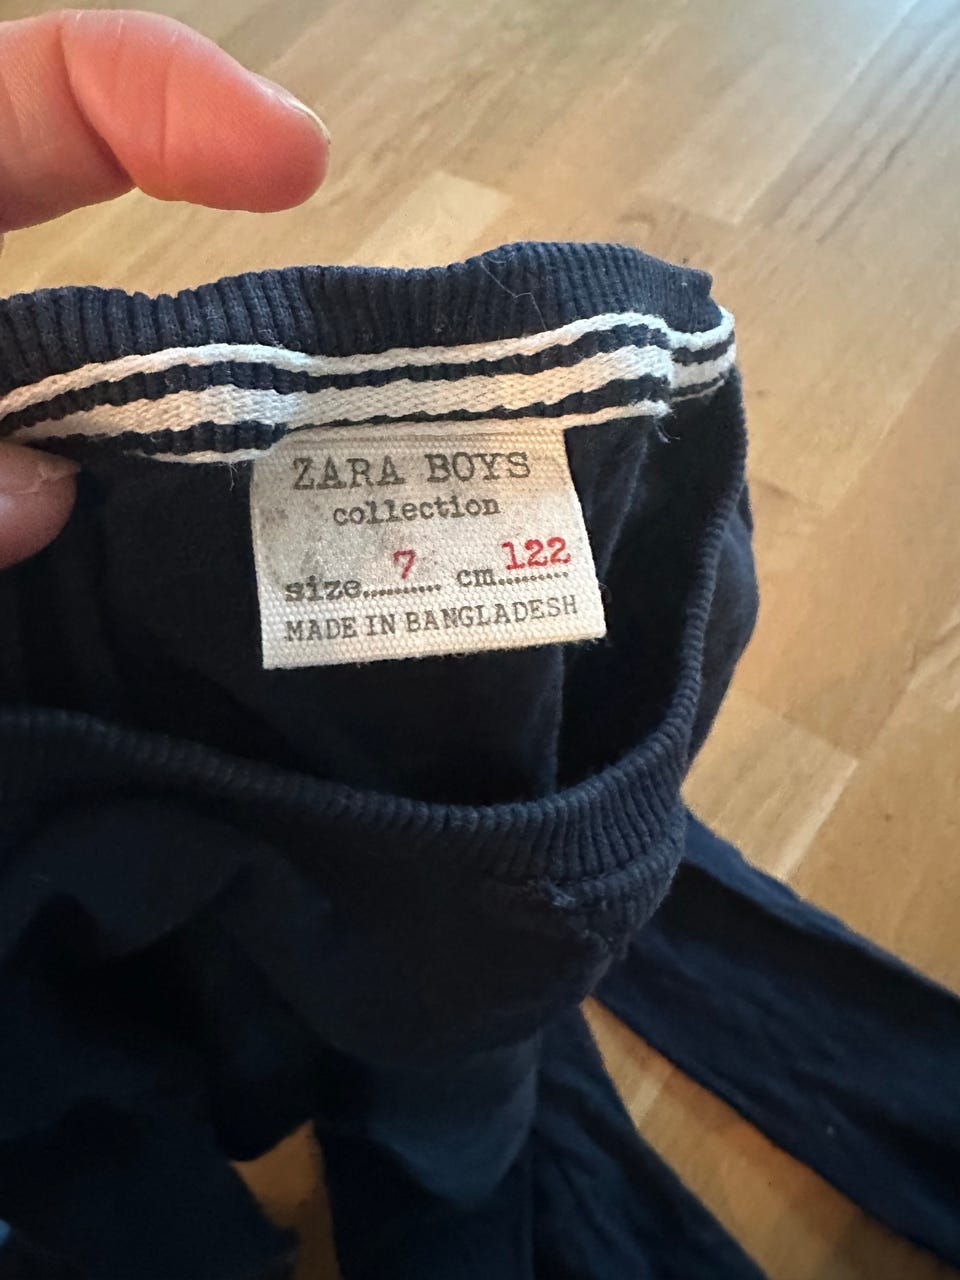 ZARA BOYS
collection
size..........7 cm..........122
MADE IN BANGLADESH